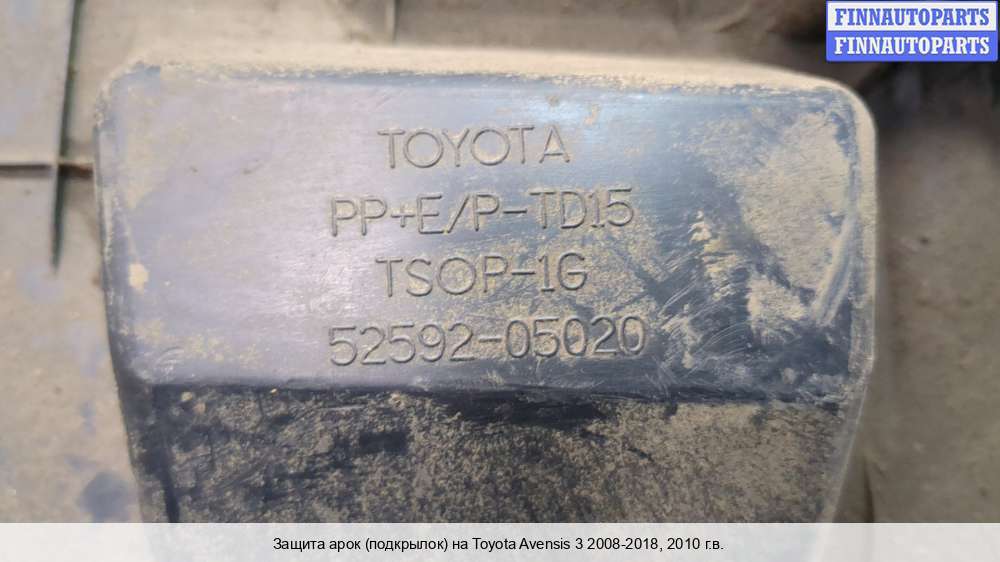 FINNAUTOPARTS
FINNAUTOPARTS
TOYOTA
PP+E/P-TD15
TSOP-1G
52592-05020
Защита арок (подкрылок) на Toyota Avensis 3 2008-2018, 2010 г.в.